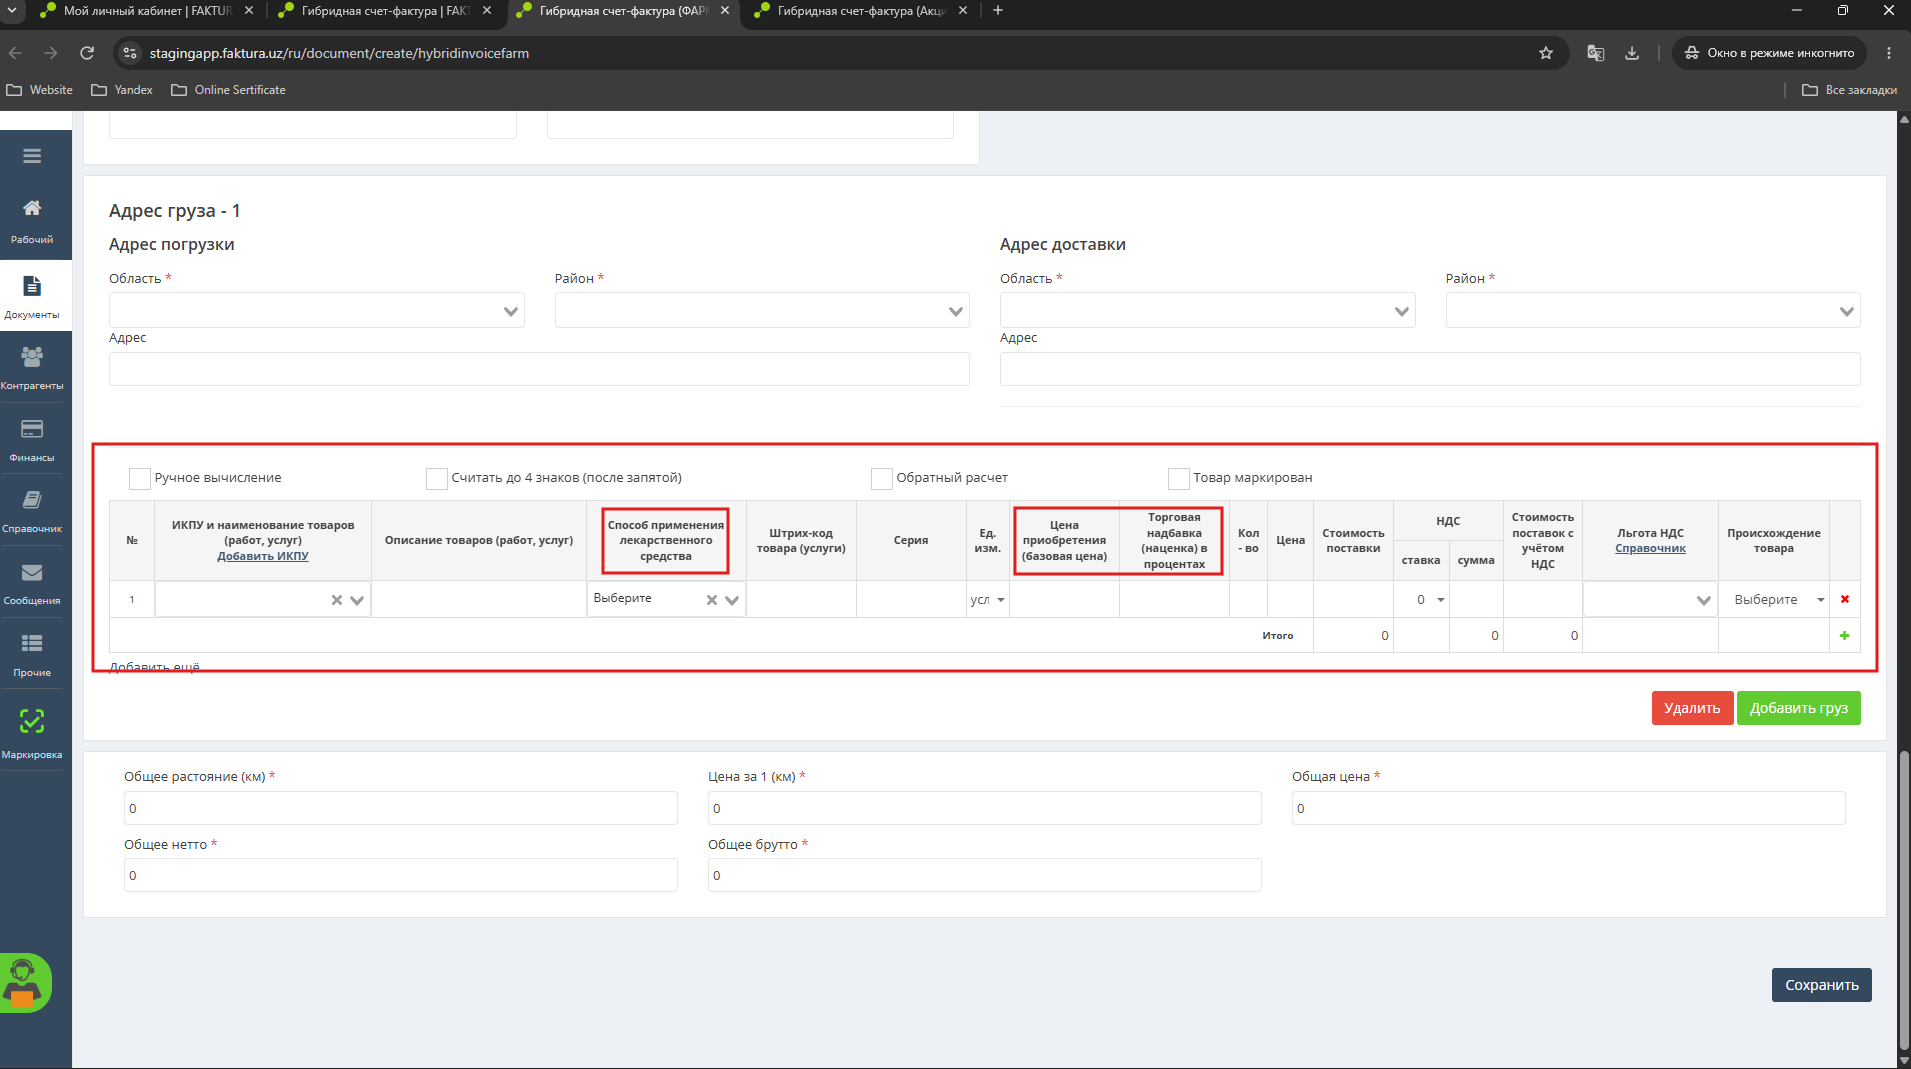 Мой личный кабинет | FAKTUR
Гибридная счет-фактура | FAK
Гибридная счет-фактура (ФАР
Гибридная счет-фактура (Акци
stagingapp.faktura.uz/ru/document/create/hybridinvoicefarm
Окно в режиме инкогнито
Website
Yandex
Online Sertificate
Все закладки
Рабочий
Документы
Контрагенты
Финансы
Справочник
Сообщения
Прочие
Маркировка
Адрес груза - 1
Адрес погрузки
Адрес доставки
Область *
Район *
Область *
Район *
Адрес
Адрес
Ручное вычисление
Считать до 4 знаков (после запятой)
Обратный расчет
Товар маркирован
№
ИКПУ и наименование товаров
(работ, услуг)
Добавить ИКПУ
Описание товаров (работ, услуг)
Способ применения
лекарственного
средства
Штрих-код
товара (услуги)
Серия
Ед.
изм.
Цена
приобретения
(базовая цена)
Торговая
надбавка
(наценка) в
процентах
Кол
- во
Цена
Стоимость
поставки
НДС
ставка
сумма
Стоимость
поставок с
учётом
НДС
Льгота НДС
Справочник
Происхождение
товара
1
Выберите
усл
0
Выберите
Итого
0
0
0
Добавить ещё
Удалить
Добавить груз
Общее растояние (км) *
Цена за 1 (км) *
Общая цена *
0
0
0
Общее нетто *
Общее брутто *
0
0
Сохранить